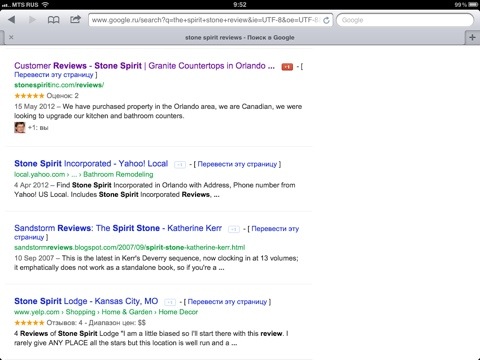 MTS RUS
9:52
99 %
www.google.ru/search?q=the+spirit+stone+review&ie=UTF-8&oe=UTF-8
Google
stone spirit reviews - Поиск в Google
Customer Reviews - Stone Spirit | Granite Countertops in Orlando ... +1 - [
Перевести эту страницу ]
stonespiritinc.com/reviews/
Оценок: 2
15 May 2012 – We have purchased property in the Orlando area, we are Canadian, we were
looking to upgrade our kitchen and bathroom counters.
+1: вы
Stone Spirit Incorporated - Yahoo! Local +1 - [ Перевести эту страницу ]
local.yahoo.com › ... › Bathroom Remodeling
4 Apr 2012 – Find Stone Spirit Incorporated in Orlando with Address, Phone number from
Yahoo! US Local. Includes Stone Spirit Incorporated Reviews, ...
Sandstorm Reviews: The Spirit Stone - Katherine Kerr +1 - [ Перевести эту
страницу ]
sandstormreviews.blogspot.com/2007/09/spirit-stone-katherine-kerr.html
10 Sep 2007 – This is the latest in Kerr's Deverry sequence, now clocking in at 13 volumes;
it emphatically does not work as a standalone book, so if you're a ...
Stone Spirit Lodge - Kansas City, MO +1 - [ Перевести эту страницу ]
www.yelp.com › Shopping › Home & Garden › Home Decor
Отзывов: 4 - Диапазон цен: $$
4 Reviews of Stone Spirit Lodge "I am a little biased so I'll start there with this review. I
rarely give ANY PLACE all the stars but this location is well run and a ...